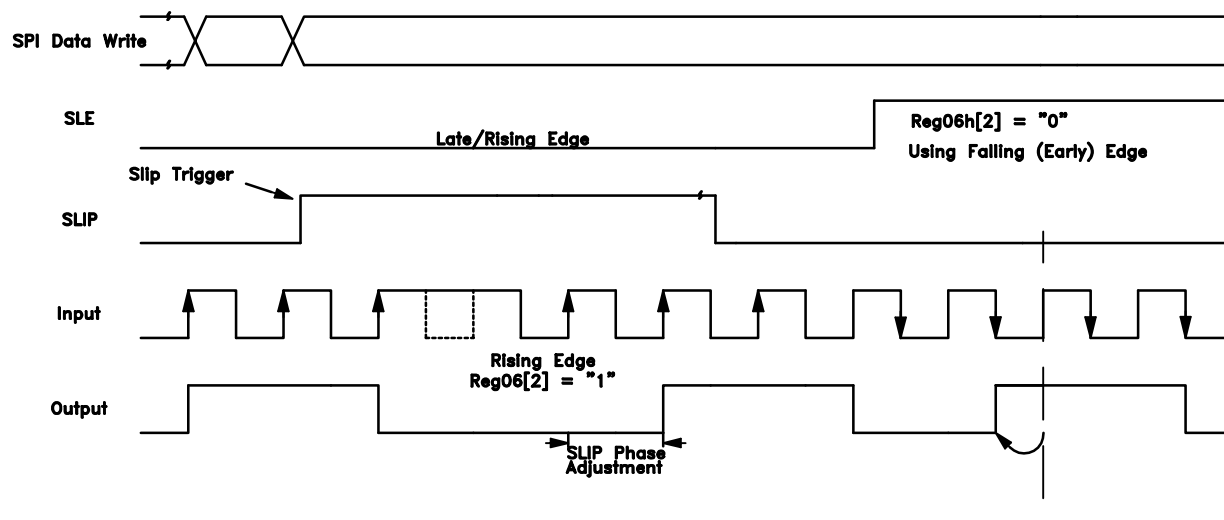 SPI Data Write
SLE
Late/Rising Edge
Reg06h[2] = "0"
Using Falling (Early) Edge
Slip Trigger
SLIP
Input
Rising Edge
Reg06[2] = "1"
Output
SLIP Phase
Adjustment